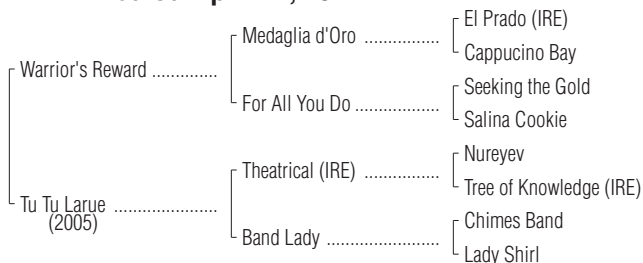 El Prado (IRE)
Medaglia d'Oro ................
Cappucino Bay
Warrior's Reward ..............
Seeking the Gold
For All You Do ..................
Salina Cookie
Nureyev
Theatrical (IRE) ................
Tree of Knowledge (IRE)
Tu Tu Larue ......................
(2005)
Chimes Band
Band Lady ........................
Lady Shirl